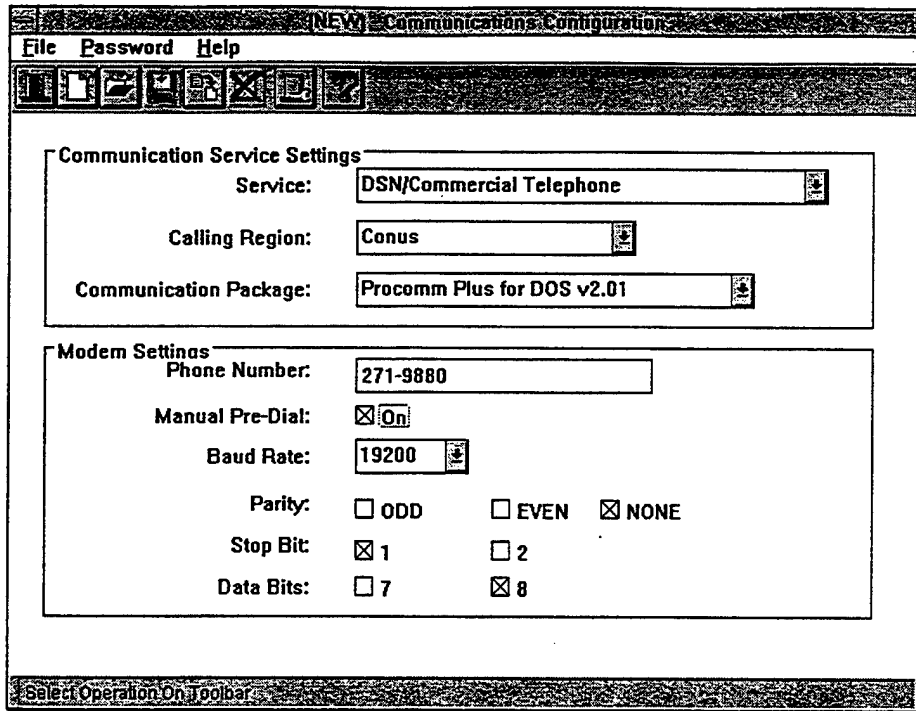 [NEW] Communications Configuration
File Password Help
Communication Service Settings
Service: DSN/Commercial Telephone
Calling Region: Conus
Communication Package: Procomm Plus for DOS v2.01
Modem Settings
Phone Number: 271-9880
Manual Pre-Dial: On
Baud Rate: 19200
Parity: ODD EVEN NONE
Stop Bit: 1 2
Data Bits: 7 8
Select Operation On Toolbar